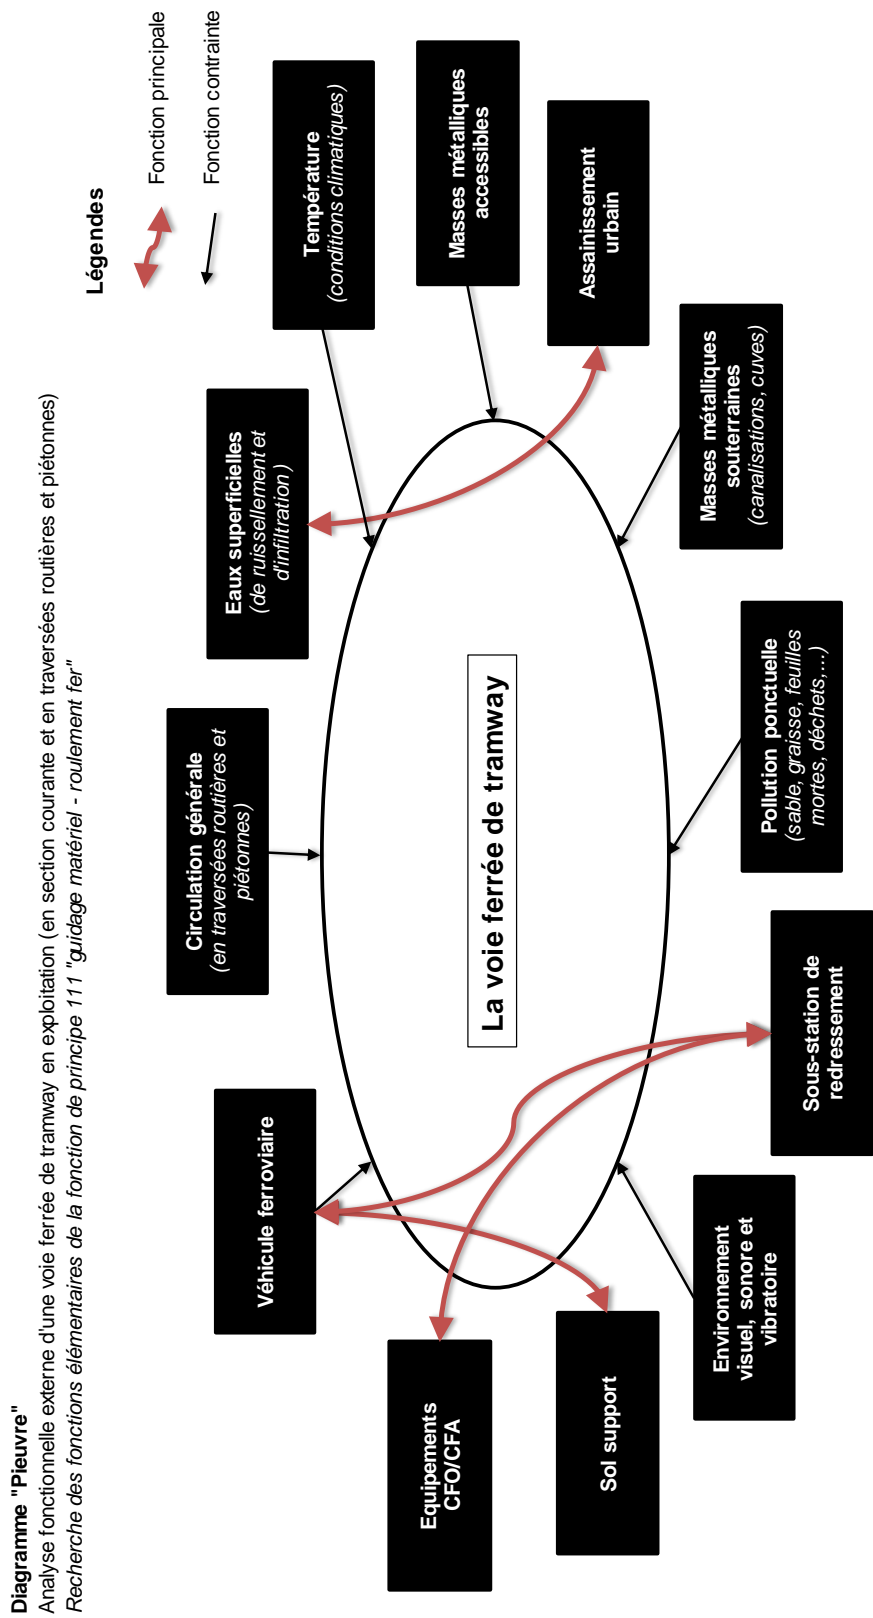 Diagramme "Pieuvre"
Analyse fonctionnelle externe d'une voie ferrée de tramway en exploitation (en section courante et en traversées routières et piétonnes)
Recherche des fonctions élémentaires de la fonction de principe 111 "guidage matériel - roulement fer"
Légendes
Fonction principale
Fonction contrainte
Véhicule ferroviaire
Circulation générale
(en traversées routières et
piétonnes)
Eaux superficielles
(de ruissellement et
d'infiltration)
Température
(conditions climatiques)
Masses métalliques
accessibles
Assainissement
urbain
Masses métalliques
souterraines
(canalisations, cuves)
Pollution ponctuelle
(sable, graisse, feuilles
mortes, déchets,...)
Sous-station de
redressement
Environnement
visuel, sonore et
vibratoire
Sol support
Equipements
CFO/CFA
La voie ferrée de tramway